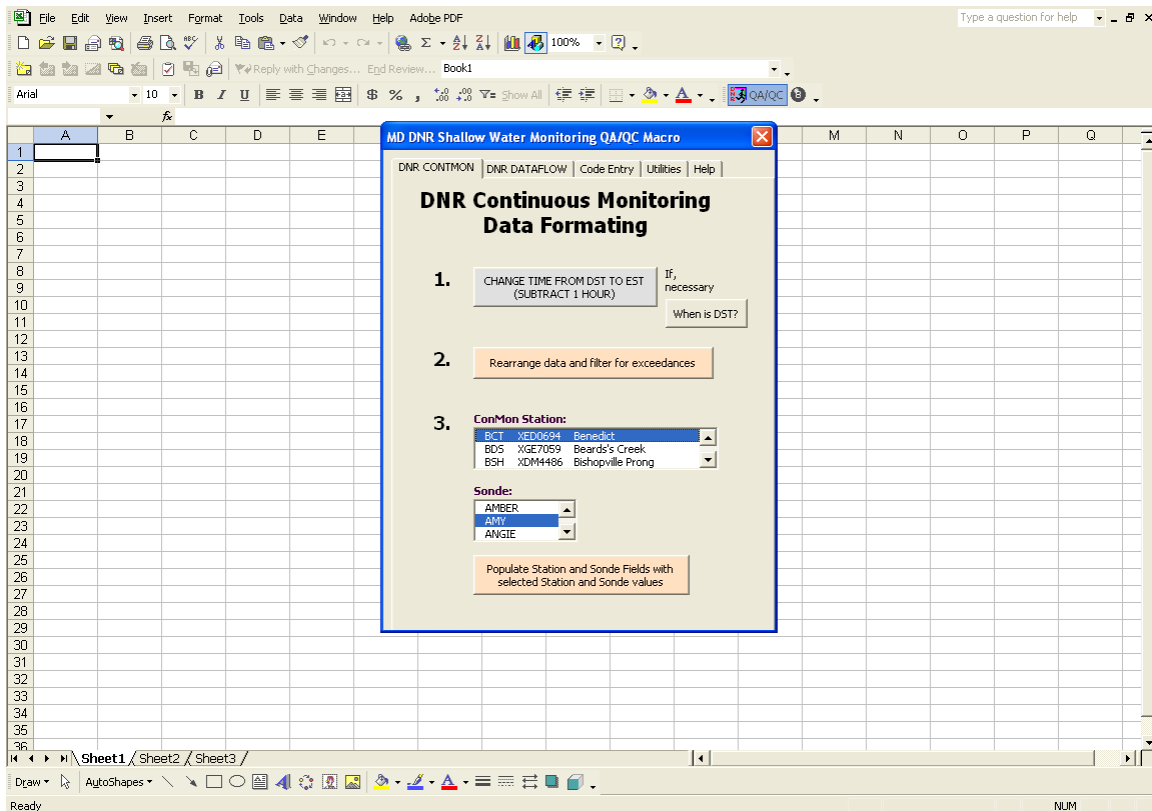 File Edit View Insert Format Tools Data Window Help Adobe PDF Type a question for help
100%
Reply with Changes... End Review... Book1
Arial 10 B I U $ % , Show All QA/QC
fx
A B C D E M N O P Q
MD DNR Shallow Water Monitoring QA/QC Macro
DNR CONTMON DNR DATAFLOW Code Entry Utilities Help
DNR Continuous Monitoring
Data Formating
1. CHANGE TIME FROM DST TO EST
(SUBTRACT 1 HOUR)
If,
necessary
When is DST?
2. Rearrange data and filter for exceedances
3. ConMon Station:
BCT XED0694 Benedict
BDS XGE7059 Beards's Creek
BSH XDM4486 Bishopville Prong
Sonde:
AMBER
AMY
ANGIE
Populate Station and Sonde Fields with
selected Station and Sonde values
1
2
3
4
5
6
7
8
9
10
11
12
13
14
15
16
17
18
19
20
21
22
23
24
25
26
27
28
29
30
31
32
33
34
35
36
Sheet1 Sheet2 Sheet3
Draw AutoShapes
Ready NUM